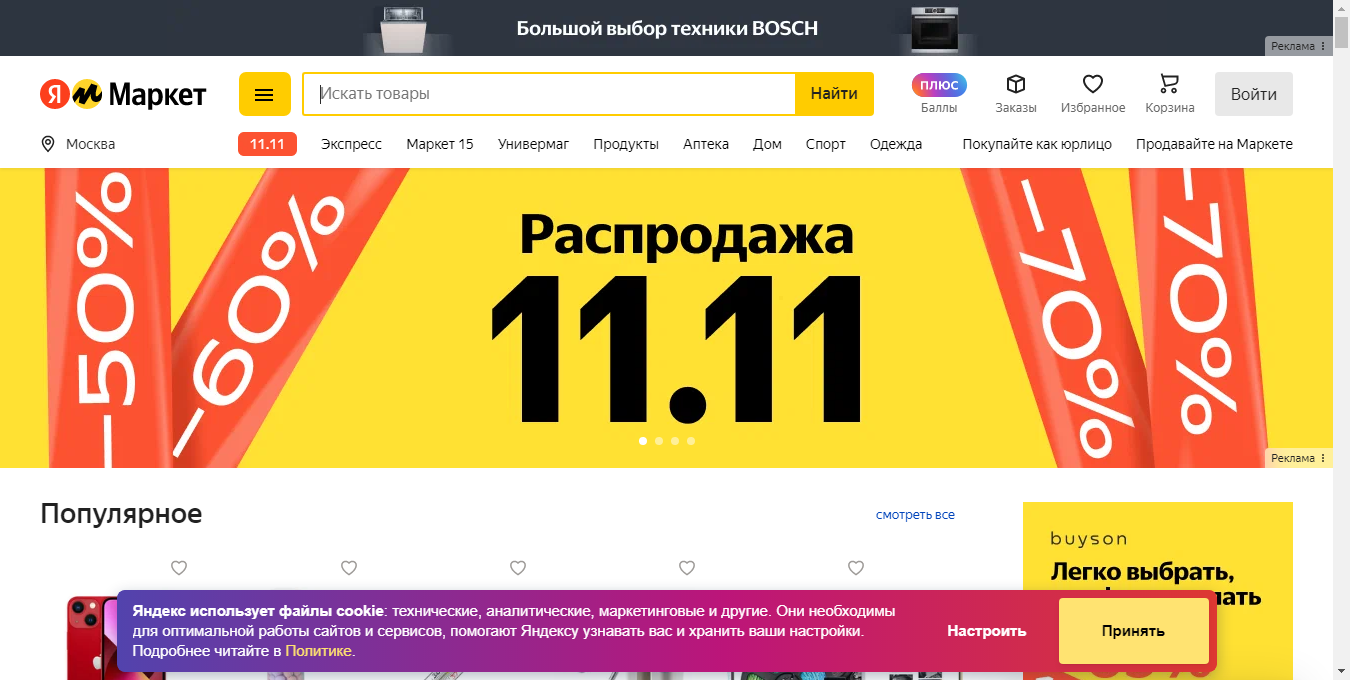 Большой выбор техники BOSCH
Реклама
Я Маркет
Искать товары
Найти
плюс
Баллы
Заказы
Избранное
Корзина
Войти
Москва
11.11
Экспресс
Маркет 15
Универмаг
Продукты
Аптека
Дом
Спорт
Одежда
Покупайте как юрлицо
Продавайте на Маркете
–50%
–60%
Распродажа
11.11
–70%
–70%
Реклама
Популярное
смотреть все
buyson
Легко выбрать,
Яндекс использует файлы cookie: технические, аналитические, маркетинговые и другие. Они необходимы
для оптимальной работы сайтов и сервисов, помогают Яндексу узнавать вас и хранить ваши настройки.
Подробнее читайте в Политике.
Настроить
Принять